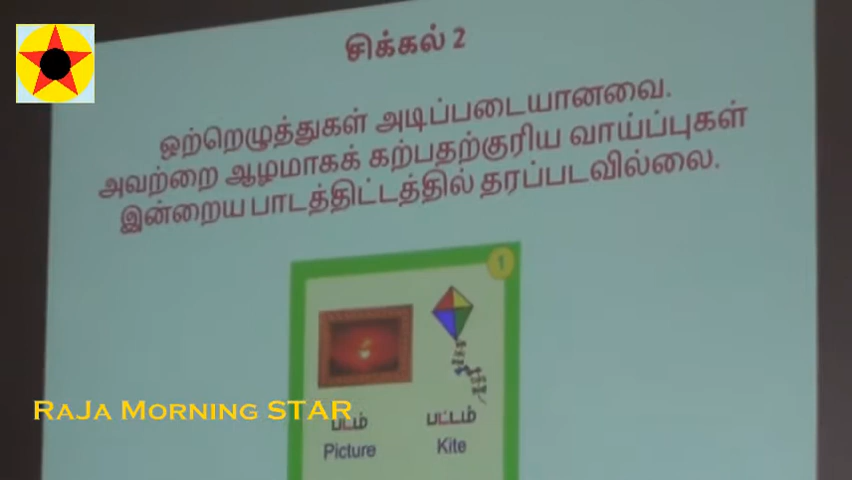 சிக்கல் 2
ஒற்றெழுத்துகள் அடிப்படையானவை.
அவற்றை ஆழமாகக் கற்பதற்குரிய வாய்ப்புகள்
இன்றைய பாடத்திட்டத்தில் தரப்படவில்லை.
1
படம் பட்டம்
Picture Kite
RaJa Morning STAR